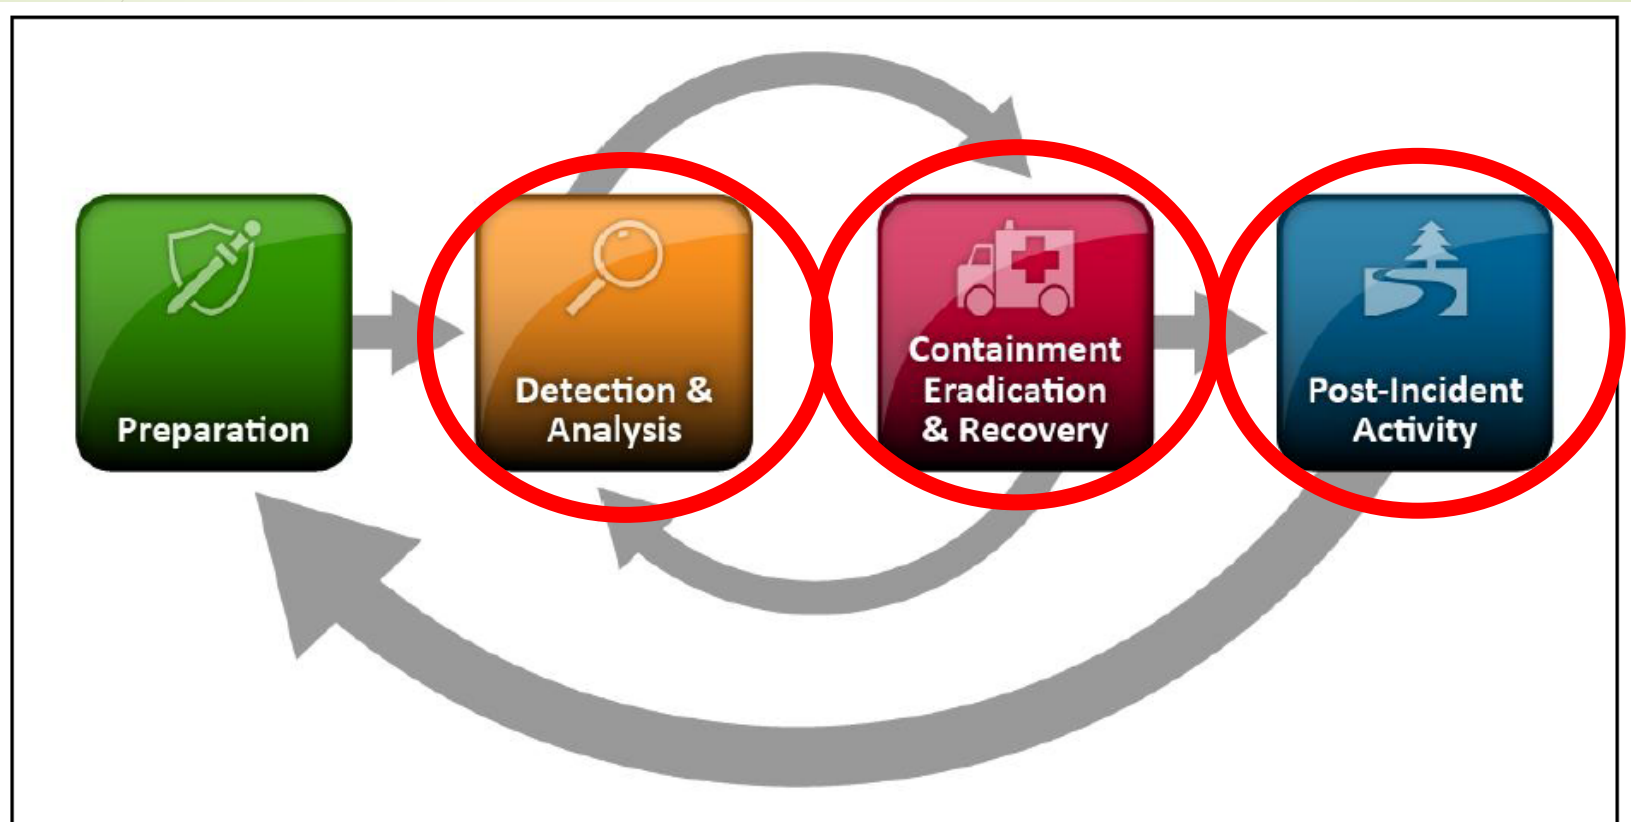 Preparation
Detection &
Analysis
Containment
Eradication
& Recovery
Post-Incident
Activity